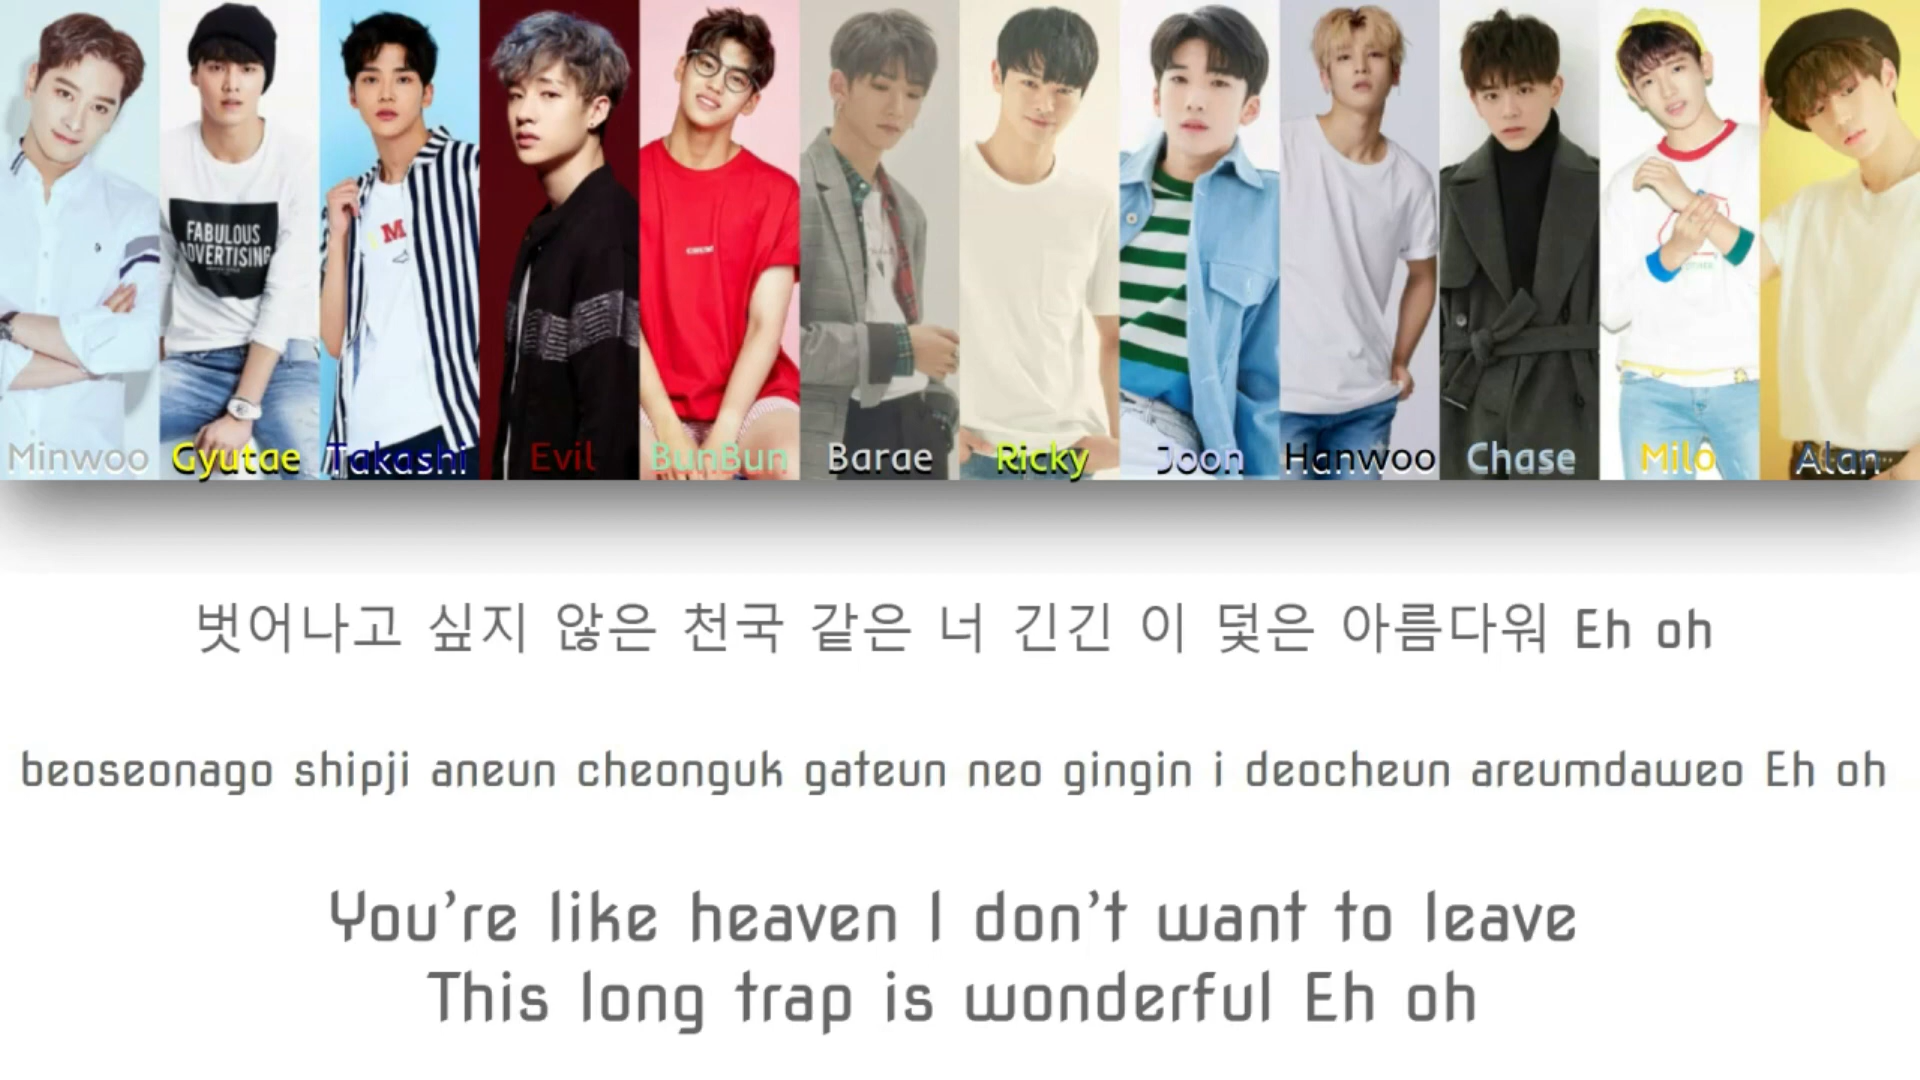 FABULOUS
ADVERTISING
M
Minwoo Gyutae Takashi Evil BunBun Barae Ricky Joon Hanwoo Chase Milo Alan
벗어나고 싶지 않은 천국 같은 너 긴긴 이 덫은 아름다워 Eh oh
beoseonago shipji aneun cheonguk gateun neo gingin i deocheun areumdaweo Eh oh
You're like heaven I don't want to leave
This long trap is wonderful Eh oh